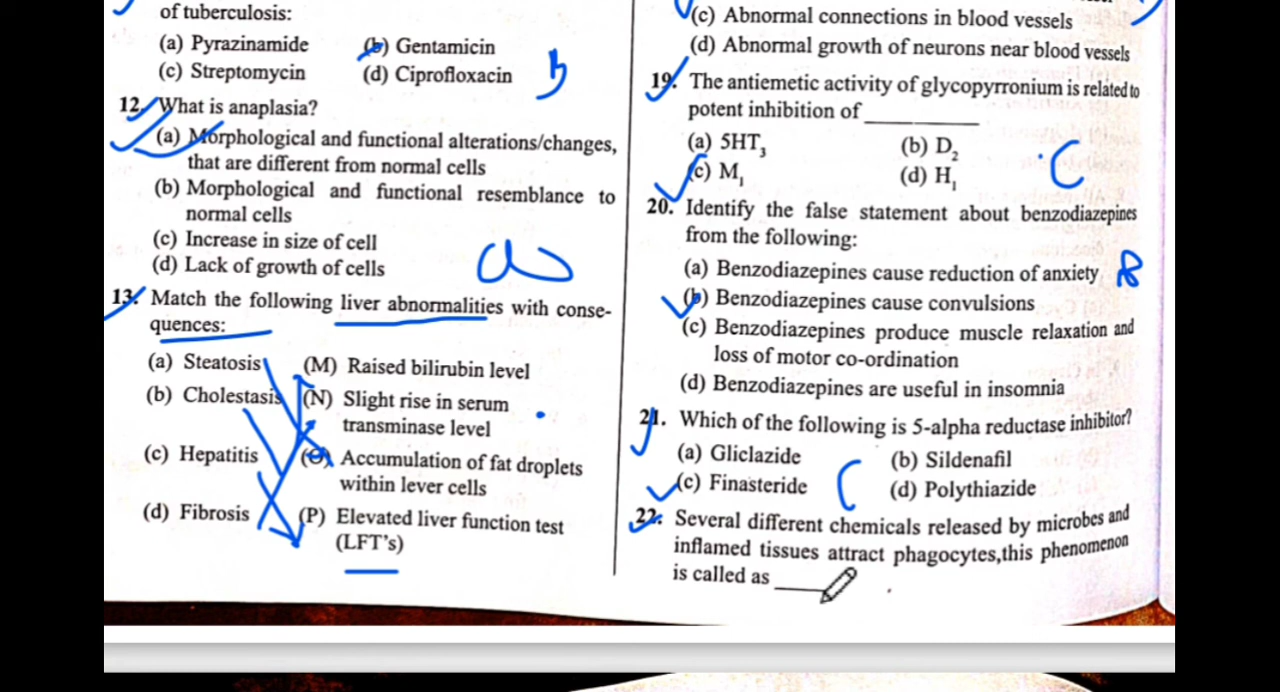 of tuberculosis:
(a) Pyrazinamide (b) Gentamicin
(c) Streptomycin (d) Ciprofloxacin
b
12. What is anaplasia?
(a) Morphological and functional alterations/changes,
that are different from normal cells
(b) Morphological and functional resemblance to
normal cells
(c) Increase in size of cell
(d) Lack of growth of cells
a
13. Match the following liver abnormalities with conse-
quences:
(a) Steatosis (M) Raised bilirubin level
(b) Cholestasis (N) Slight rise in serum
transminase level
(c) Hepatitis (O) Accumulation of fat droplets
within lever cells
(d) Fibrosis (P) Elevated liver function test
(LFT's)
(c) Abnormal connections in blood vessels
(d) Abnormal growth of neurons near blood vessels
19. The antiemetic activity of glycopyrronium is related to
potent inhibition of ____________
(a) 5HT₃ (b) D₂
(c) M₁ (d) H₁
C
20. Identify the false statement about benzodiazepines
from the following:
(a) Benzodiazepines cause reduction of anxiety
B
(b) Benzodiazepines cause convulsions
(c) Benzodiazepines produce muscle relaxation and
loss of motor co-ordination
(d) Benzodiazepines are useful in insomnia
21. Which of the following is 5-alpha reductase inhibitor?
(a) Gliclazide (b) Sildenafil
(c) Finasteride (d) Polythiazide
C
22. Several different chemicals released by microbes and
inflamed tissues attract phagocytes,this phenomenon
is called as ________